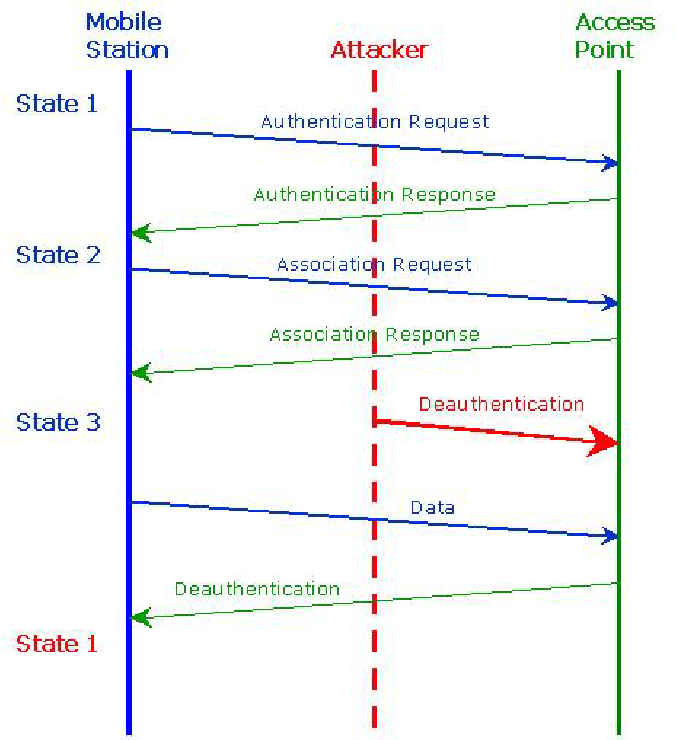 Mobile
Station
Attacker
Access
Point
State 1
Authentication Request
Authentication Response
State 2
Association Request
Association Response
Deauthentication
State 3
Data
Deauthentication
State 1